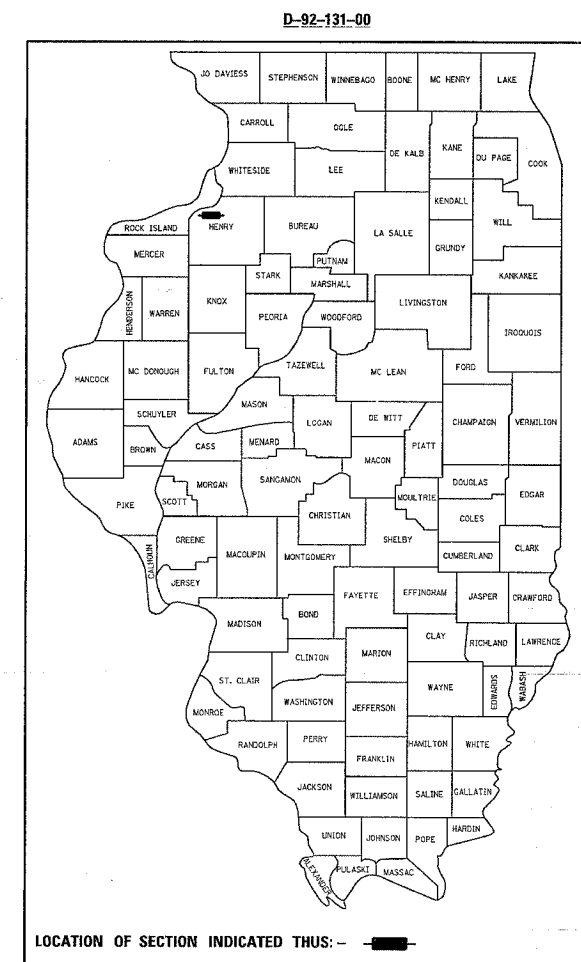 D-92-131-00
JO DAVIESS STEPHENSON WINNEBAGO BOONE MC HENRY LAKE
CARROLL OGLE DE KALB KANE DU PAGE COOK
WHITESIDE LEE
KENDALL WILL
ROCK ISLAND HENRY BUREAU LA SALLE GRUNDY
MERCER PUTNAM
STARK MARSHALL KANKAKEE
HENDERSON WARREN KNOX PEORIA WOODFORD LIVINGSTON IROQUOIS
HANCOCK MC DONOUGH FULTON TAZEWELL MC LEAN FORD
MASON
SCHUYLER LOGAN DE WITT CHAMPAIGN VERMILION
ADAMS BROWN CASS MENARD MACON PIATT
SCOTT MORGAN SANGAMON MOULTRIE DOUGLAS EDGAR
PIKE CHRISTIAN COLES
CALHOUN GREENE MACOUPIN MONTGOMERY SHELBY CUMBERLAND CLARK
JERSEY
FAYETTE EFFINGHAM JASPER CRAWFORD
MADISON BOND
CLAY RICHLAND LAWRENCE
CLINTON MARION
ST. CLAIR WAYNE EDWARDS WABASH
MONROE WASHINGTON JEFFERSON
RANDOLPH PERRY HAMILTON WHITE
FRANKLIN
JACKSON WILLIAMSON SALINE GALLATIN
UNION JOHNSON POPE HARDIN
ALEXANDER PULASKI MASSAC
LOCATION OF SECTION INDICATED THUS: –